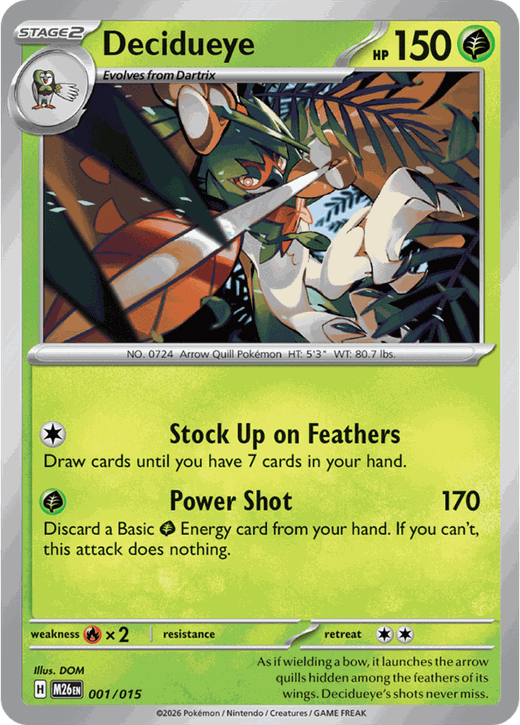 STAGE2
Decidueye
HP 150
Evolves from Dartrix
NO. 0724 Arrow Quill Pokémon HT: 5'3" WT: 80.7 lbs.
Stock Up on Feathers
Draw cards until you have 7 cards in your hand.
Power Shot 170
Discard a Basic Energy card from your hand. If you can't,
this attack does nothing.
weakness ×2 resistance retreat
Illus. DOM
H M26 EN 001/015
As if wielding a bow, it launches the arrow
quills hidden among the feathers of its
wings. Decidueye's shots never miss.
©2026 Pokémon / Nintendo / Creatures / GAME FREAK